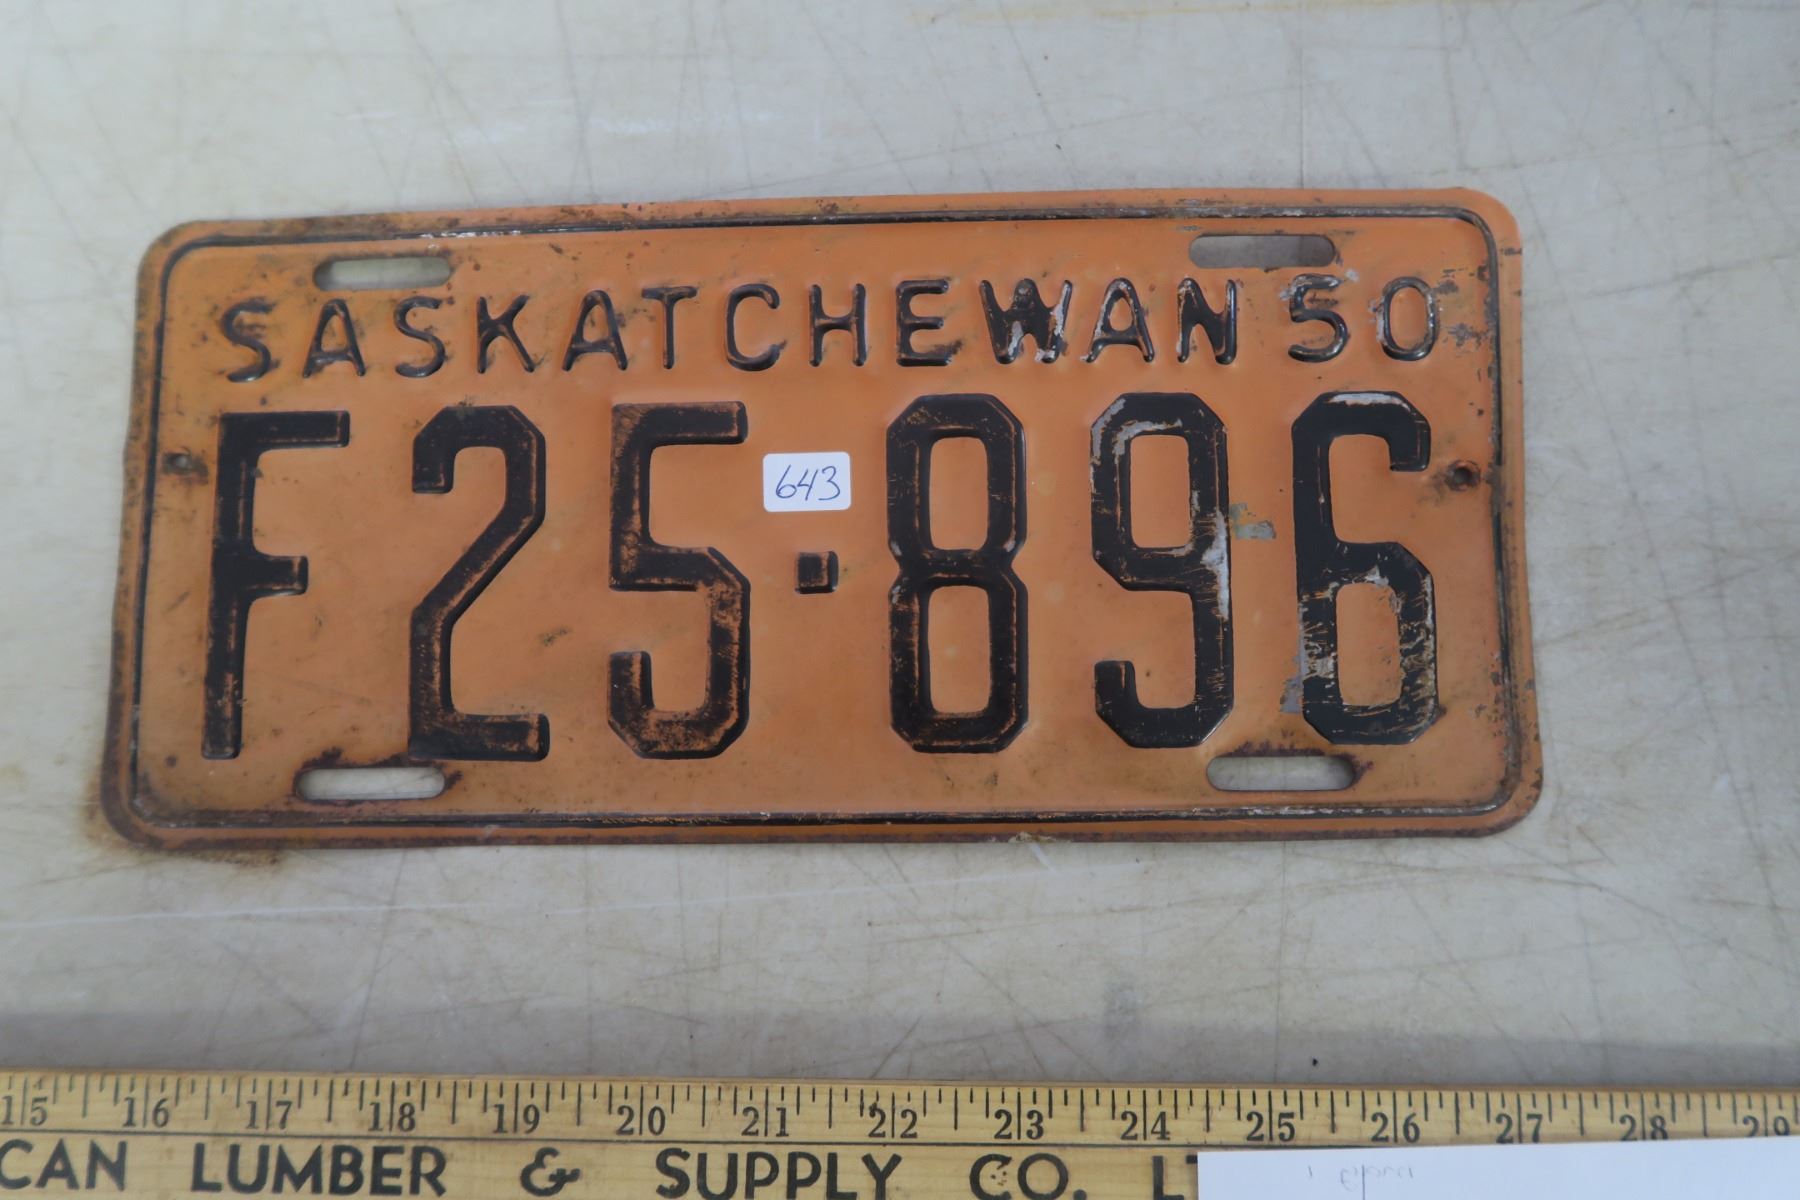 SASKATCHEWAN 50
F25·896
643
15 16 17 18 19 20 21 22 23 24 25 26 27 28 29
CAN LUMBER & SUPPLY CO. L